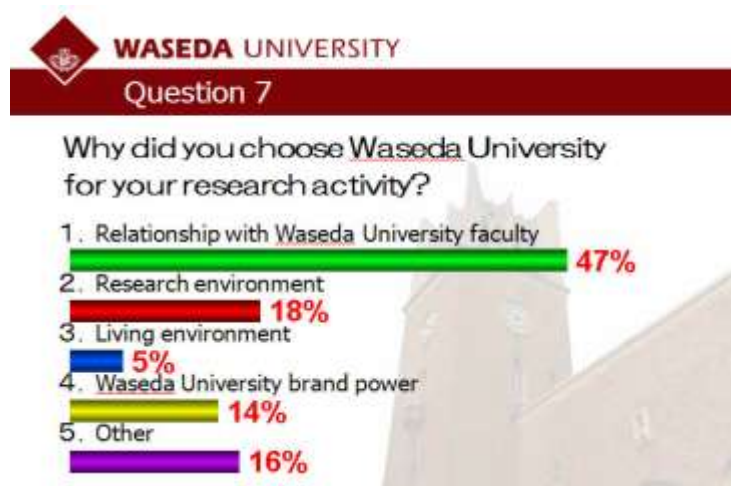 WASEDA UNIVERSITY
Question 7
Why did you choose Waseda University
for your research activity?
1. Relationship with Waseda University faculty
47%
2. Research environment
18%
3. Living environment
5%
4. Waseda University brand power
14%
5. Other
16%